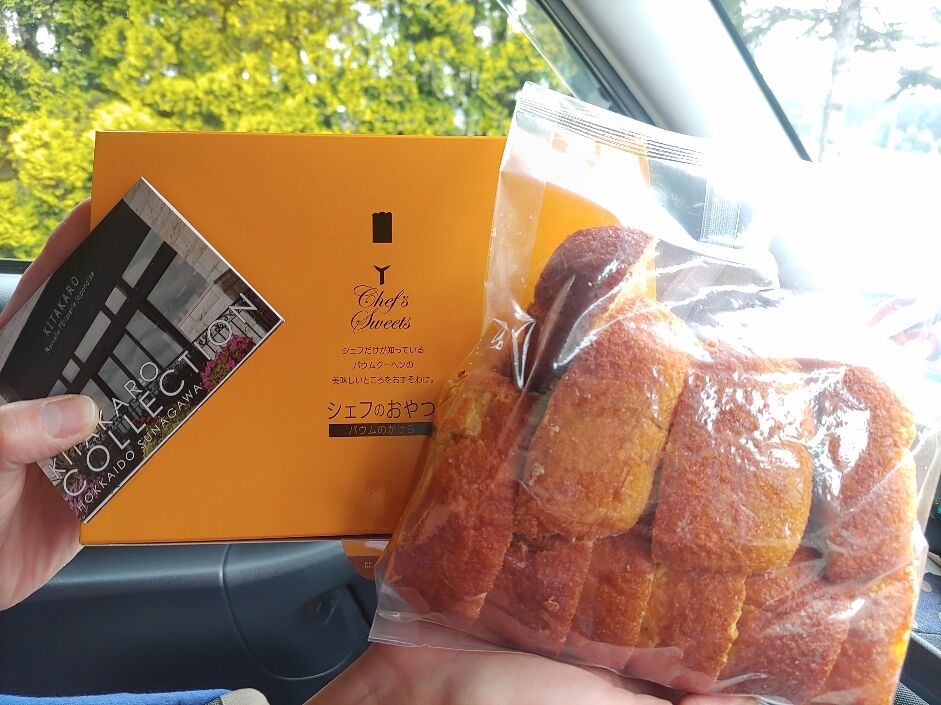 KITAKARO
KITAKARO
COLLECTION
HOKKAIDO SUNAGAWA
Chef's
Sweets
シェフだけが知っている
バウムクーヘンの
美味しいところをおすそわけ。
シェフのおやつ
バウムのかけら